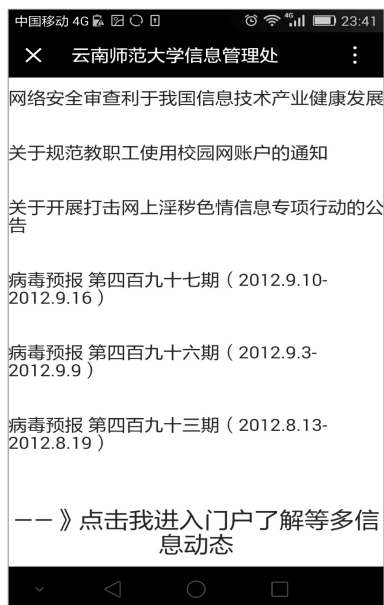 中国移动 4G 23:41
云南师范大学信息管理处
网络安全审查利于我国信息技术产业健康发展
关于规范教职工使用校园网账户的通知
关于开展打击网上淫秽色情信息专项行动的公
告
病毒预报 第四百九十七期（2012.9.10-
2012.9.16）
病毒预报 第四百九十六期（2012.9.3-
2012.9.9）
病毒预报 第四百九十三期（2012.8.13-
2012.8.19）
——》点击我进入门户了解等多信
息动态